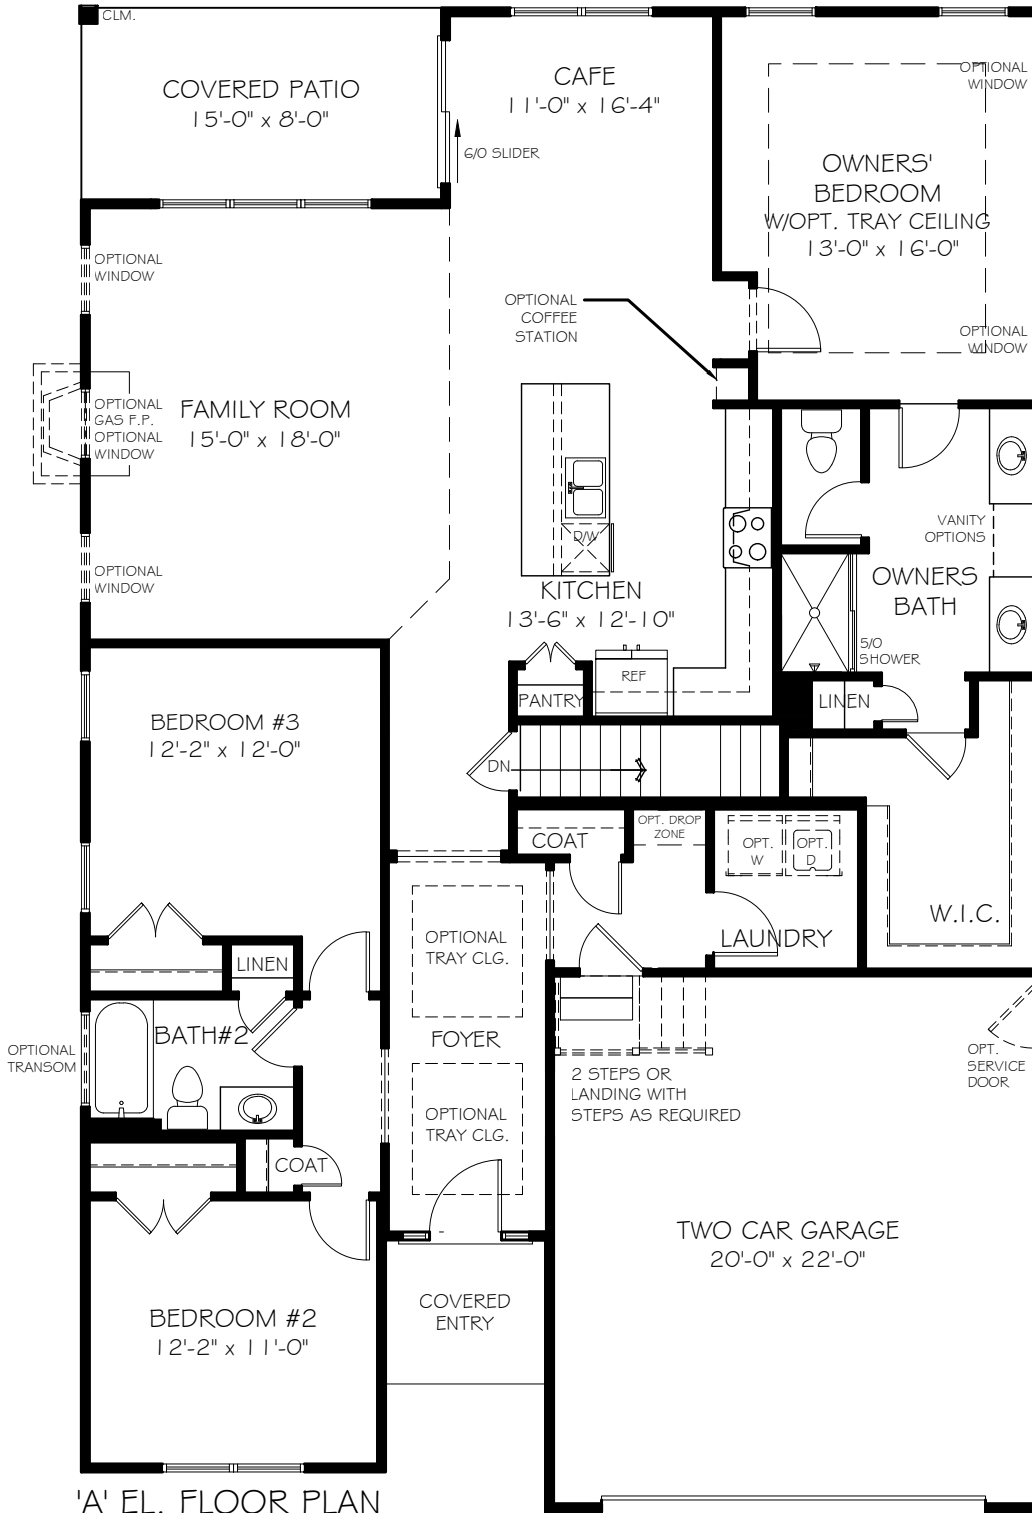 CLM.
COVERED PATIO
15'-0" x 8'-0"
CAFE
11'-0" x 16'-4"
6/0 SLIDER
OPTIONAL
WINDOW
OWNERS'
BEDROOM
W/OPT. TRAY CEILING
13'-0" x 16'-0"
OPTIONAL
WINDOW
OPTIONAL
WINDOW
OPTIONAL
COFFEE
STATION
OPTIONAL
GAS F.P.
OPTIONAL
WINDOW
FAMILY ROOM
15'-0" x 18'-0"
OPTIONAL
WINDOW
D/W
KITCHEN
13'-6" x 12'-10"
VANITY
OPTIONS
OWNERS
BATH
5/0
SHOWER
REF
PANTRY
LINEN
BEDROOM #3
12'-2" x 12'-0"
DN
COAT
OPT. DROP
ZONE
OPT.
W
OPT.
D
LAUNDRY
W.I.C.
OPTIONAL
TRAY CLG.
LINEN
BATH#2
OPTIONAL
TRANSOM
FOYER
OPTIONAL
TRAY CLG.
2 STEPS OR
LANDING WITH
STEPS AS REQUIRED
OPT.
SERVICE
DOOR
COAT
TWO CAR GARAGE
20'-0" x 22'-0"
BEDROOM #2
12'-2" x 11'-0"
COVERED
ENTRY
'A' EL. FLOOR PLAN